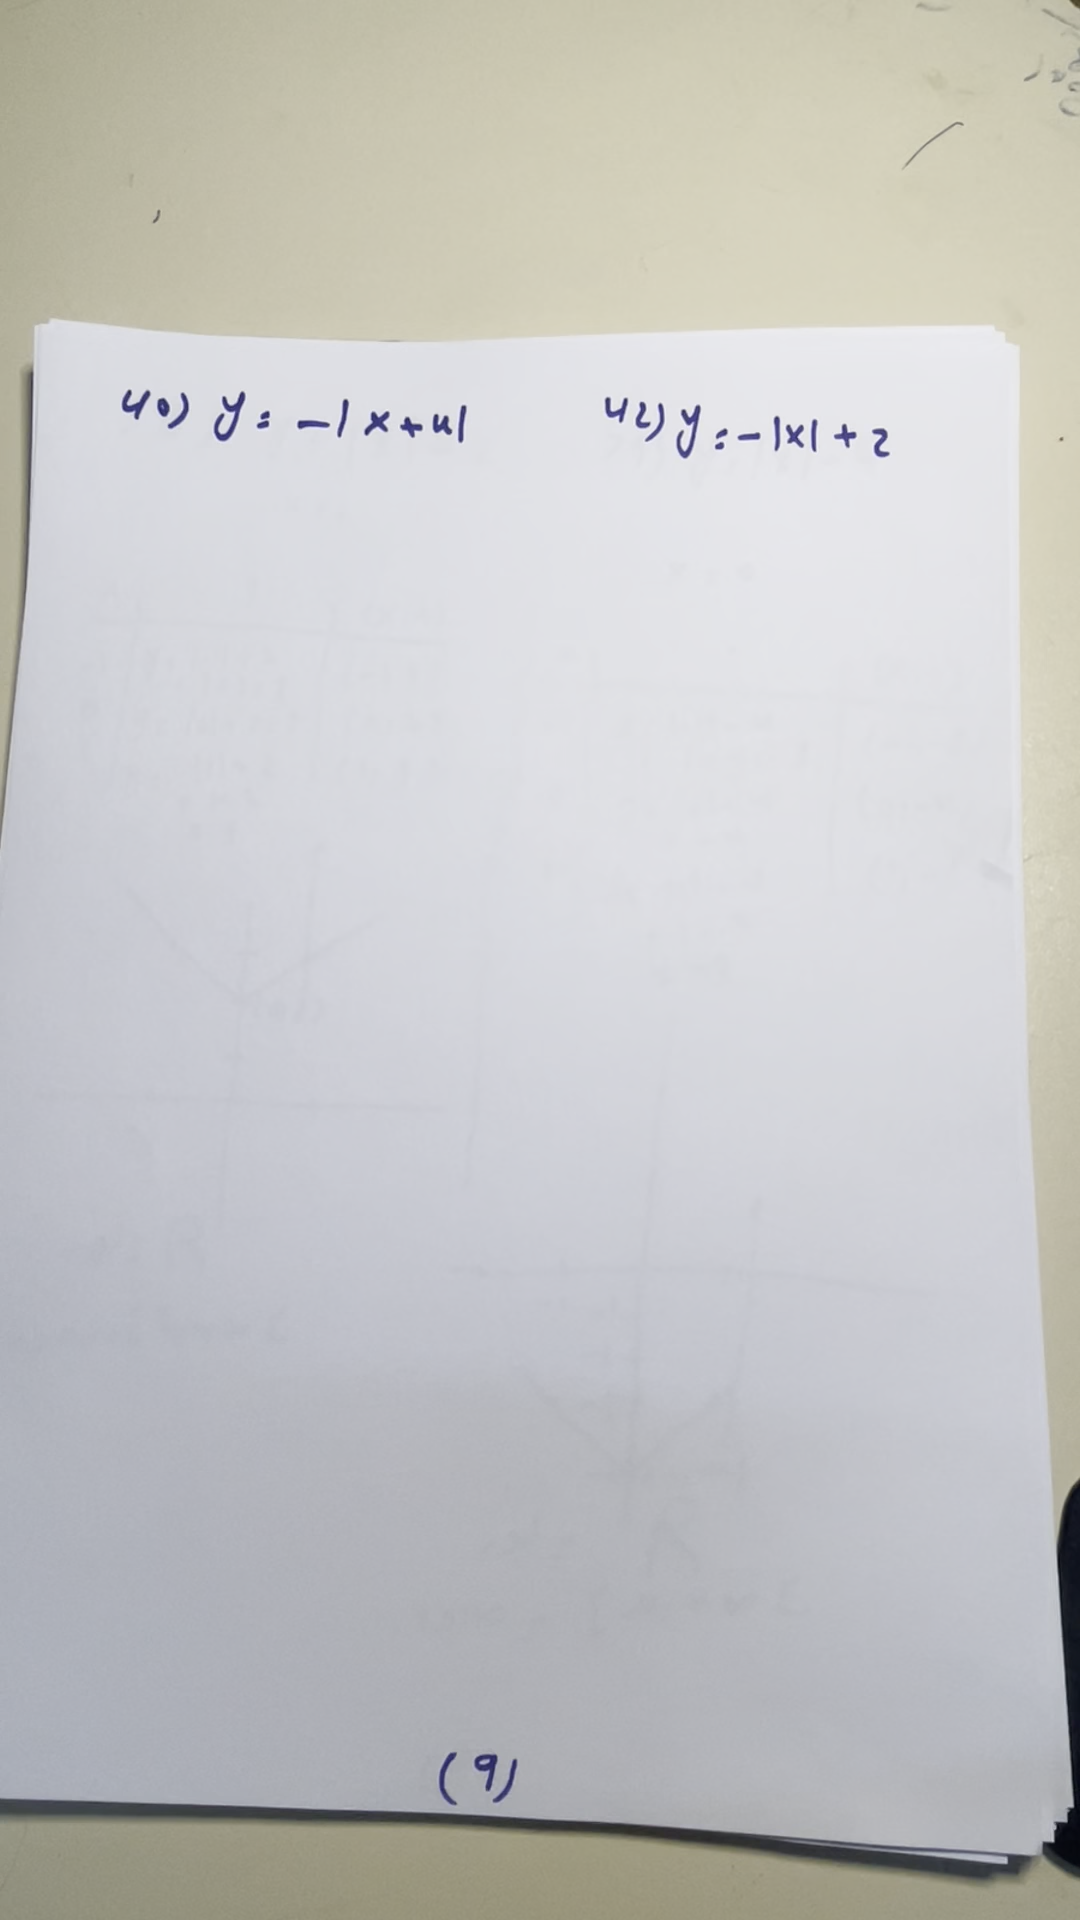 40) y = -|x+4|
42) y = -|x| + 2
(9)